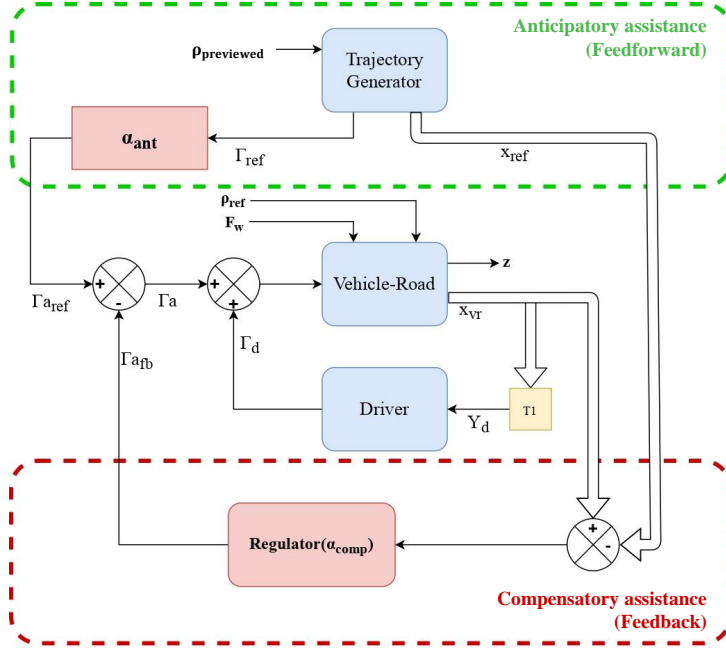 Anticipatory assistance
(Feedforward)
ρpreviewed
Trajectory
Generator
αant
Γref
xref
ρref
Fw
+
-
Γaref
Γa
+
+
Vehicle-Road
z
xvr
Γafb
Γd
Driver
Yd
T1
Regulator(αcomp)
+
-
Compensatory assistance
(Feedback)